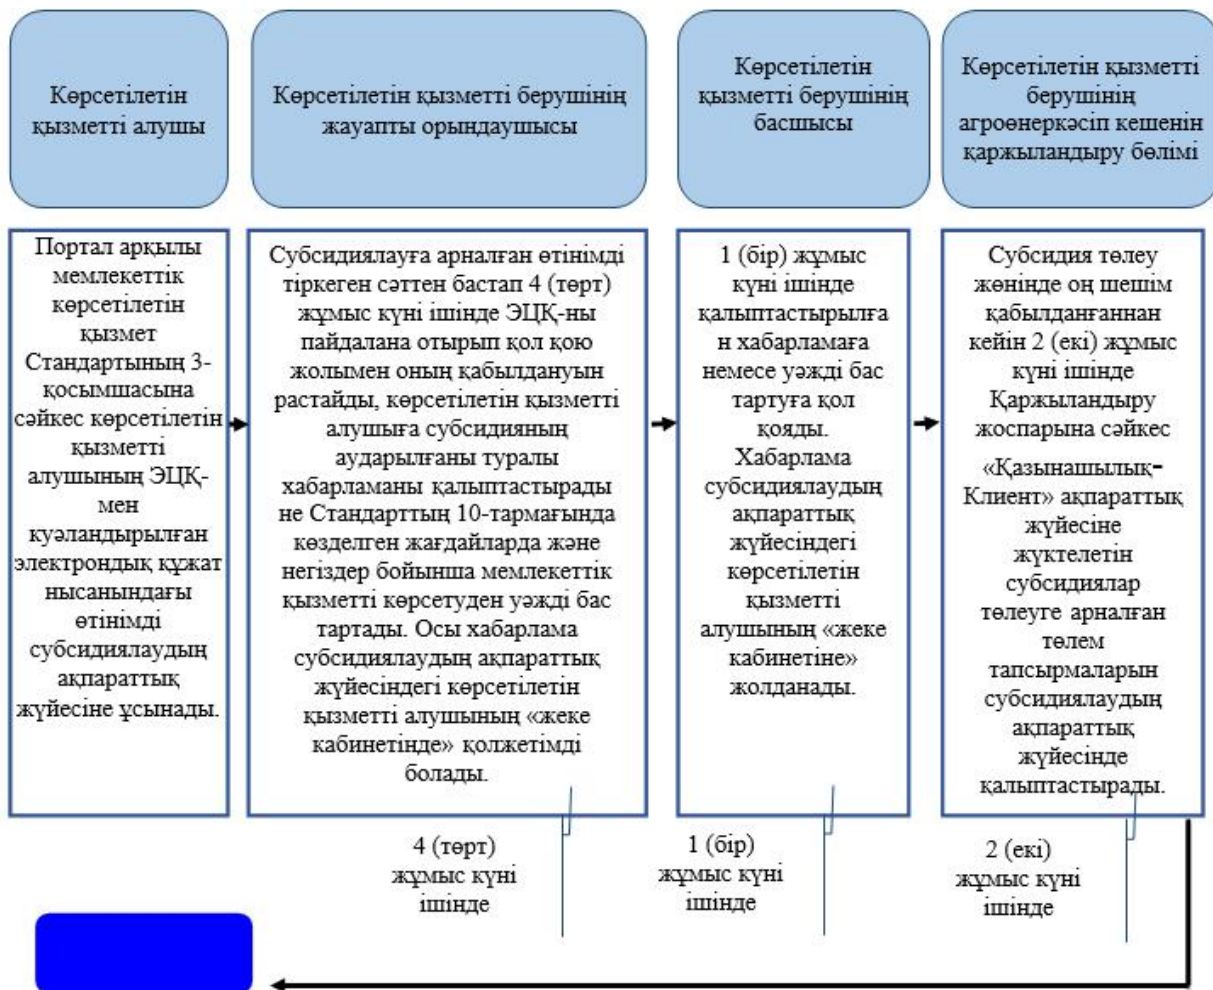 Көрсетілетін
қызметті алушы
Көрсетілетін қызметті берушінің
жауапты орындаушысы
Көрсетілетін
қызметті берушінің
басшысы
Көрсетілетін қызметті
берушінің
агроөнеркәсіп кешенін
қаржыландыру бөлімі
Портал арқылы
мемлекеттік
көрсетілетін
қызмет
Стандартының 3-
қосымшасына
сәйкес көрсетілетін
қызметті
алушының ЭЦҚ-
мен
куәландырылған
электрондық құжат
нысанындағы
өтінімді
субсидиялаудың
ақпараттық
жүйесіне ұсынады.
Субсидиялауға арналған өтінімді
тіркеген сәттен бастап 4 (төрт)
жұмыс күні ішінде ЭЦҚ-ны
пайдалана отырып қол қою
жолымен оның қабылдануын
растайды, көрсетілетін қызметті
алушыға субсидияның
аударылғаны туралы
хабарламаны қалыптастырады
не Стандарттың 10-тармағында
көзделген жағдайларда және
негіздер бойынша мемлекеттік
қызметті көрсетуден уәжді бас
тартады. Осы хабарлама
субсидиялаудың ақпараттық
жүйесіндегі көрсетілетін
қызметті алушының «жеке
кабинетінде» қолжетімді
болады.
1 (бір) жұмыс
күні ішінде
қалыптастырылға
н хабарламаға
немесе уәжді бас
тартуға қол
қояды.
Хабарлама
субсидиялаудың
ақпараттық
жүйесіндегі
көрсетілетін
қызметті
алушының «жеке
кабинетіне»
жолданады.
Субсидия төлеу
жөнінде оң шешім
қабылданғаннан
кейін 2 (екі) жұмыс
күні ішінде
Қаржыландыру
жоспарына сәйкес
«Қазынашылық-
Клиент» ақпараттық
жүйесіне
жүктелетін
субсидиялар
төлеуге арналған
төлем
тапсырмаларын
субсидиялаудың
ақпараттық
жүйесінде
қалыптастырады.
4 (төрт)
жұмыс күні
ішінде
1 (бір)
жұмыс күні
ішінде
2 (екі)
жұмыс күні
ішінде